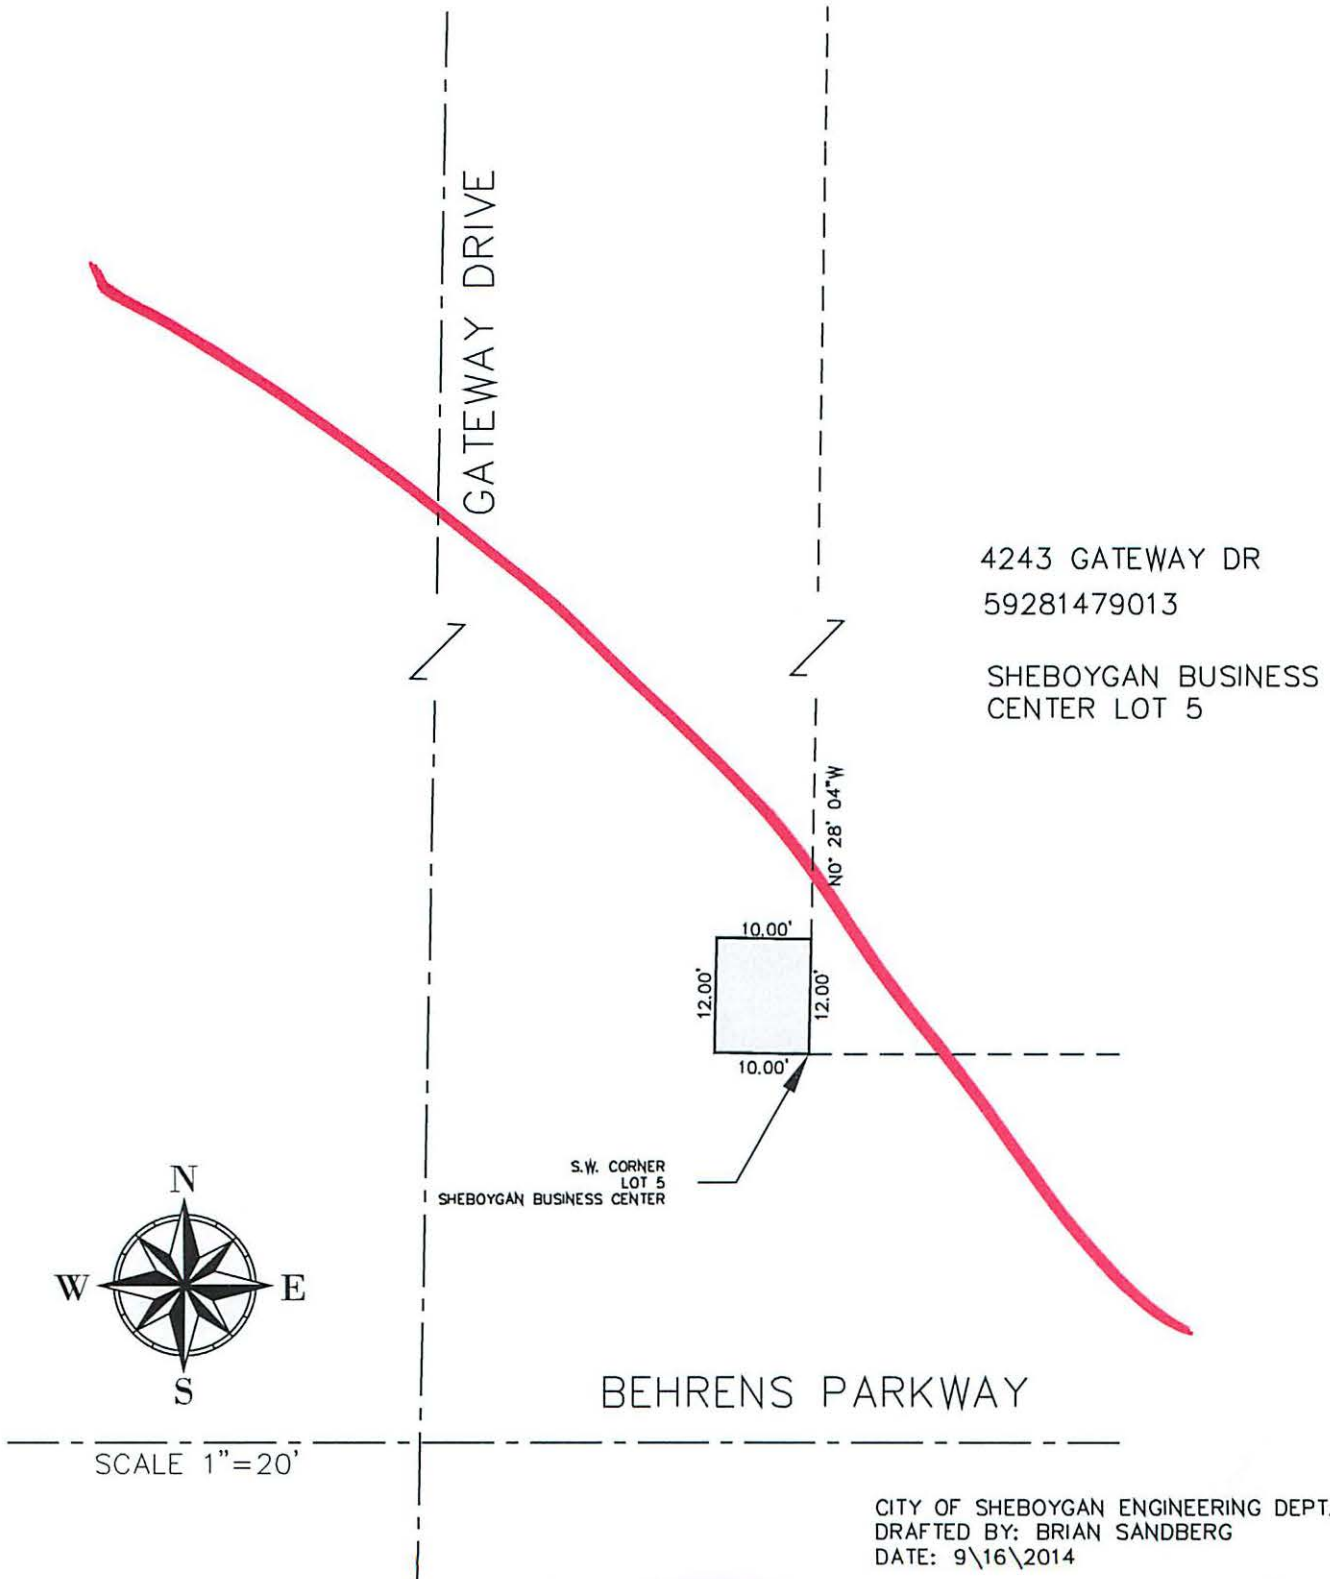 GATEWAY DRIVE
4243 GATEWAY DR
59281479013
SHEBOYGAN BUSINESS
CENTER LOT 5
N0° 28' 04"W
10.00'
12.00'
12.00'
10.00'
S.W. CORNER
LOT 5
SHEBOYGAN BUSINESS CENTER
N
W
E
S
BEHRENS PARKWAY
SCALE 1"=20'
CITY OF SHEBOYGAN ENGINEERING DEPT.
DRAFTED BY: BRIAN SANDBERG
DATE: 9\16\2014